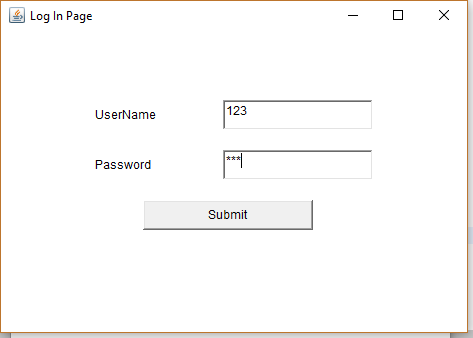 Log In Page
UserName 123
Password ***
Submit